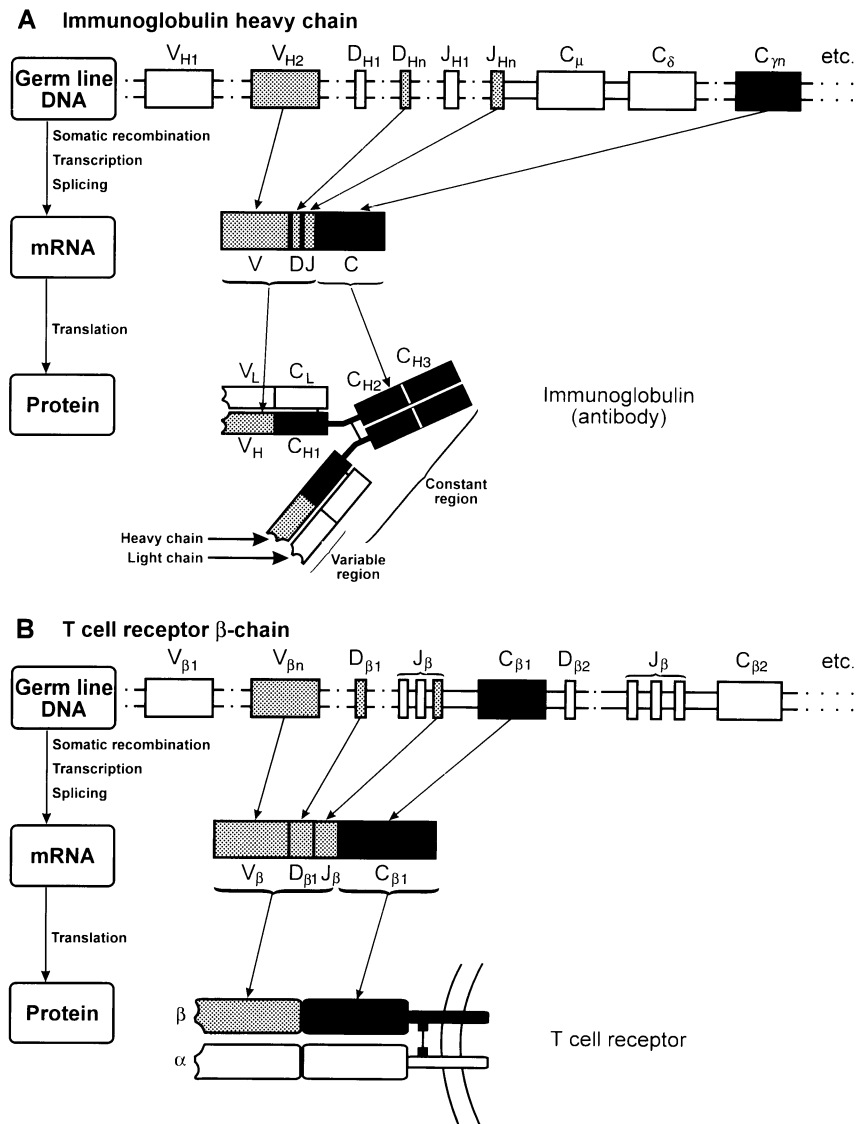 A Immunoglobulin heavy chain
V_H1 V_H2 D_H1 D_Hn J_H1 J_Hn C_μ C_δ C_γn etc.
Germ line
DNA
Somatic recombination
Transcription
Splicing
mRNA
V DJ C
Translation
Protein
V_L C_L C_H2 C_H3
V_H C_H1
Immunoglobulin
(antibody)
Constant
region
Heavy chain
Light chain
Variable
region
B T cell receptor β-chain
V_β1 V_βn D_β1 J_β C_β1 D_β2 J_β C_β2 etc.
Germ line
DNA
Somatic recombination
Transcription
Splicing
mRNA
V_β D_β1 J_β C_β1
Translation
Protein
β
α
T cell receptor